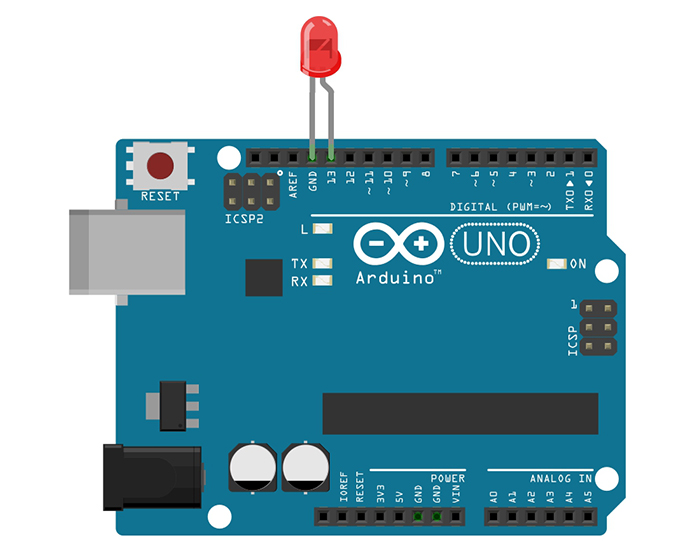 RESET
ICSP2
AREF
GND
13
12
~11
~10
~9
8
7
~6
~5
4
~3
2
TX0▶1
RX0◀0
DIGITAL (PWM=~)
L
TX
RX
Arduino™
UNO
ON
1
ICSP
POWER
ANALOG IN
IOREF
RESET
3V3
5V
GND
GND
VIN
A0
A1
A2
A3
A4
A5